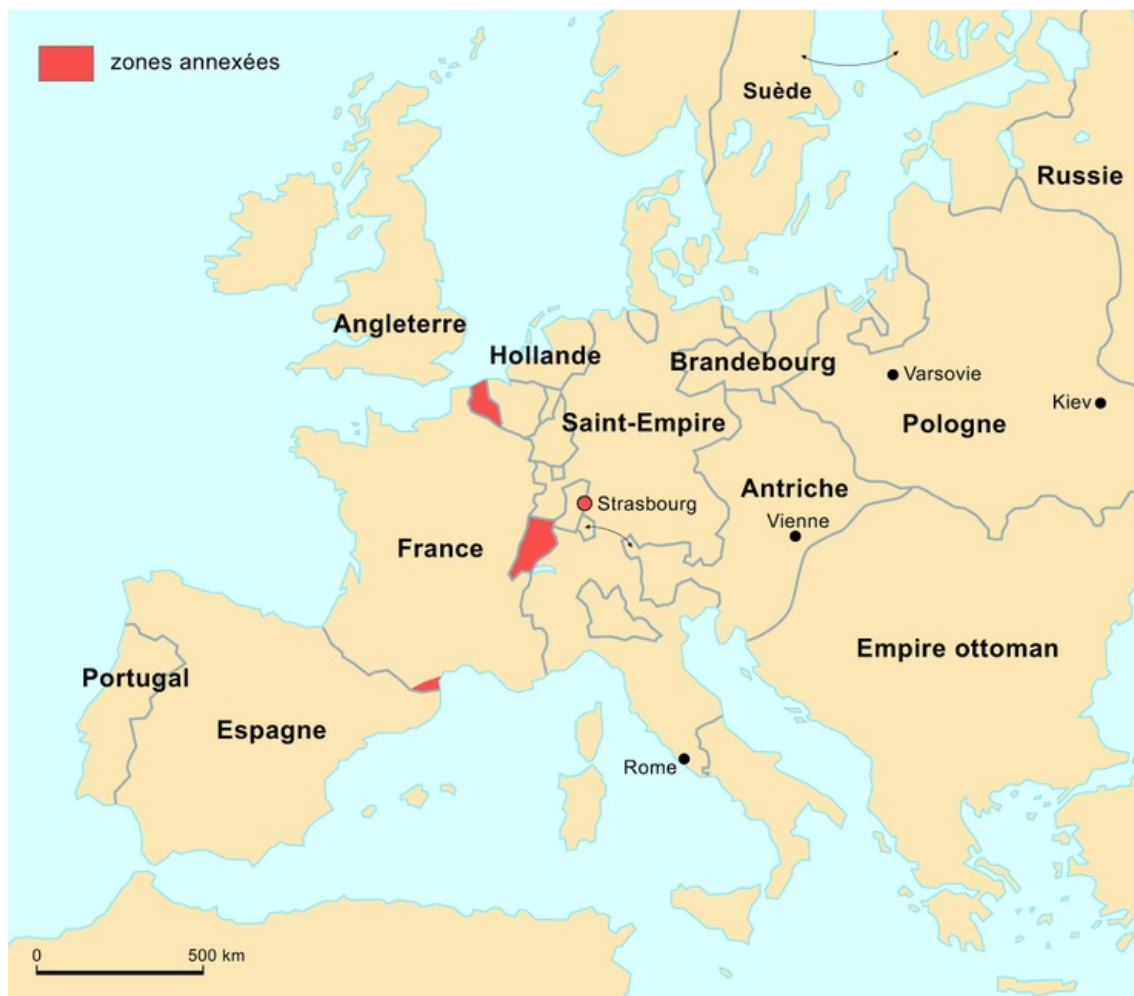 zones annexées
Suède
Russie
Angleterre
Hollande
Brandebourg
Varsovie
Kiev
Saint-Empire
Pologne
Antriche
Strasbourg
Vienne
France
Empire ottoman
Portugal
Espagne
Rome
0 500 km